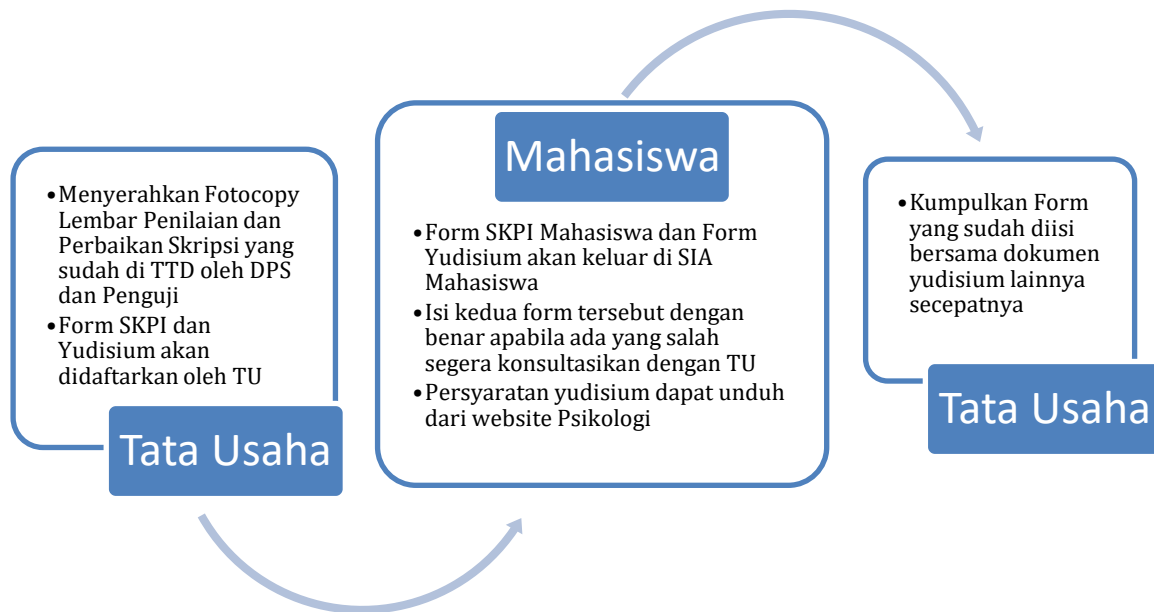 •Menyerahkan Fotocopy
Lembar Penilaian dan
Perbaikan Skripsi yang
sudah di TTD oleh DPS
dan Penguji
•Form SKPI dan
Yudisium akan
didaftarkan oleh TU
Tata Usaha
Mahasiswa
•Form SKPI Mahasiswa dan Form
Yudisium akan keluar di SIA
Mahasiswa
•Isi kedua form tersebut dengan
benar apabila ada yang salah
segera konsultasikan dengan TU
•Persyaratan yudisium dapat unduh
dari website Psikologi
•Kumpulkan Form
yang sudah diisi
bersama dokumen
yudisium lainnya
secepatnya
Tata Usaha